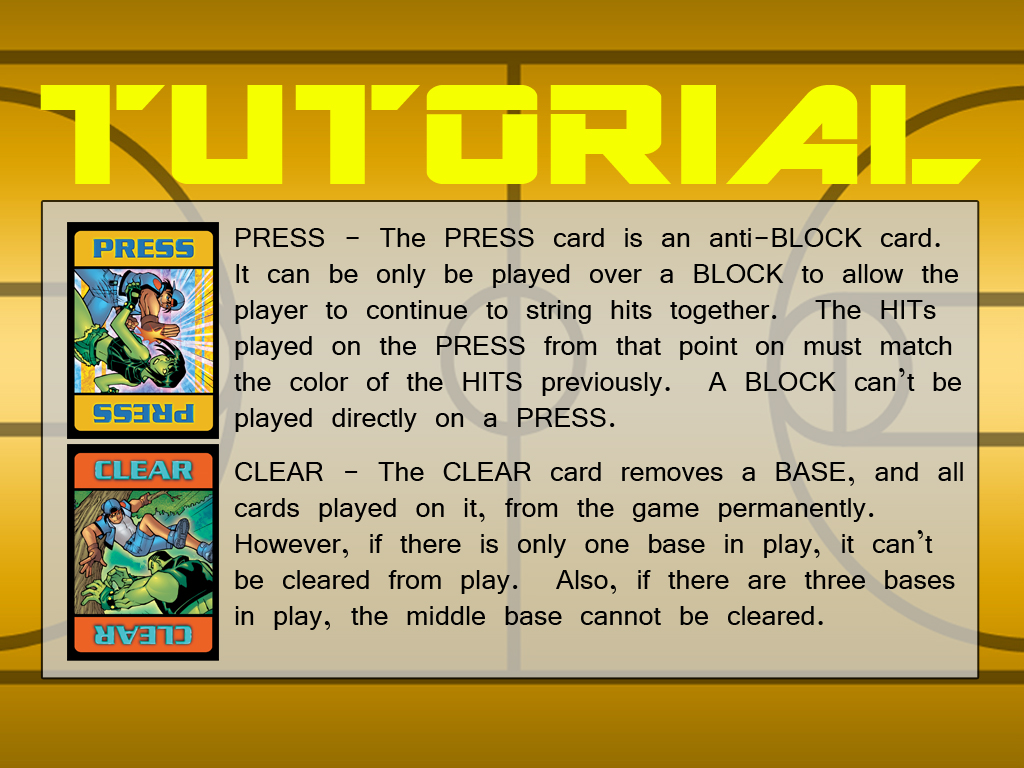 TUTORIAL
PRESS
PRESS
PRESS - The PRESS card is an anti-BLOCK card.
It can be only be played over a BLOCK to allow the
player to continue to string hits together.  The HITs
played on the PRESS from that point on must match
the color of the HITS previously.  A BLOCK can't be
played directly on a PRESS.
CLEAR
CLEAR
CLEAR - The CLEAR card removes a BASE, and all
cards played on it, from the game permanently.
However, if there is only one base in play, it can't
be cleared from play.  Also, if there are three bases
in play, the middle base cannot be cleared.